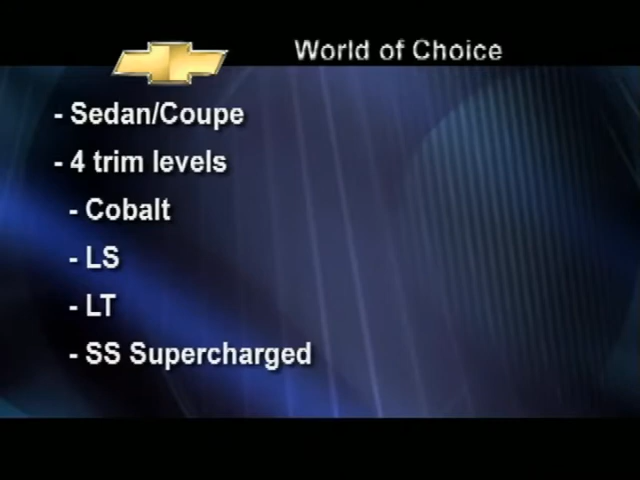 World of Choice
- Sedan/Coupe
- 4 trim levels
- Cobalt
- LS
- LT
- SS Supercharged